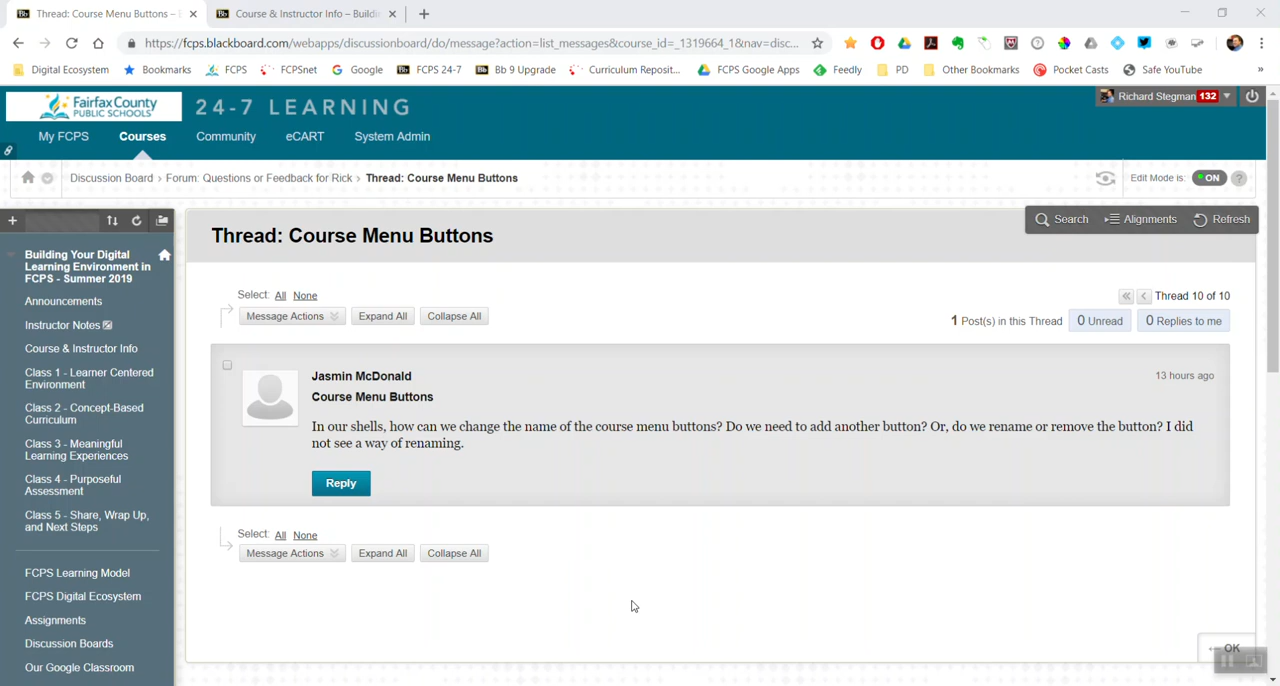 Thread: Course Menu Buttons –
Course & Instructor Info – Buildin
https://fcps.blackboard.com/webapps/discussionboard/do/message?action=list_messages&course_id=_1319664_1&nav=disc...
Digital Ecosystem
Bookmarks
FCPS
FCPSnet
Google
FCPS 24-7
Bb 9 Upgrade
Curriculum Reposit...
FCPS Google Apps
Feedly
PD
Other Bookmarks
Pocket Casts
Safe YouTube
»
Fairfax County
PUBLIC SCHOOLS
24-7 LEARNING
Richard Stegman 132
My FCPS
Courses
Community
eCART
System Admin
Discussion Board > Forum: Questions or Feedback for Rick > Thread: Course Menu Buttons
Edit Mode is: ON ?
Search
Alignments
Refresh
Building Your Digital
Learning Environment in
FCPS - Summer 2019
Announcements
Instructor Notes
Course & Instructor Info
Class 1 - Learner Centered
Environment
Class 2 - Concept-Based
Curriculum
Class 3 - Meaningful
Learning Experiences
Class 4 - Purposeful
Assessment
Class 5 - Share, Wrap Up,
and Next Steps
FCPS Learning Model
FCPS Digital Ecosystem
Assignments
Discussion Boards
Our Google Classroom
Thread: Course Menu Buttons
Select: All None
Message Actions
Expand All
Collapse All
Thread 10 of 10
1 Post(s) in this Thread
0 Unread
0 Replies to me
Jasmin McDonald
13 hours ago
Course Menu Buttons
In our shells, how can we change the name of the course menu buttons? Do we need to add another button? Or, do we rename or remove the button? I did
not see a way of renaming.
Reply
Select: All None
Message Actions
Expand All
Collapse All
← OK